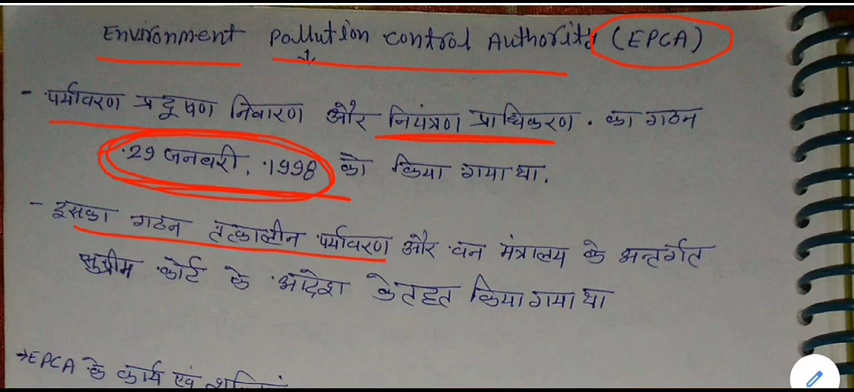 Environment Pollution Control Authority (EPCA)
- पर्यावरण प्रदूषण निवारण और नियंत्रण प्राधिकरण. का गठन
29 जनवरी, 1998 को किया गया था.
- इसका गठन तत्कालीन पर्यावरण और वन मंत्रालय के अन्तर्गत
सुप्रीम कोर्ट के आदेश के तहत किया गया था
→ EPCA के कार्य एवं